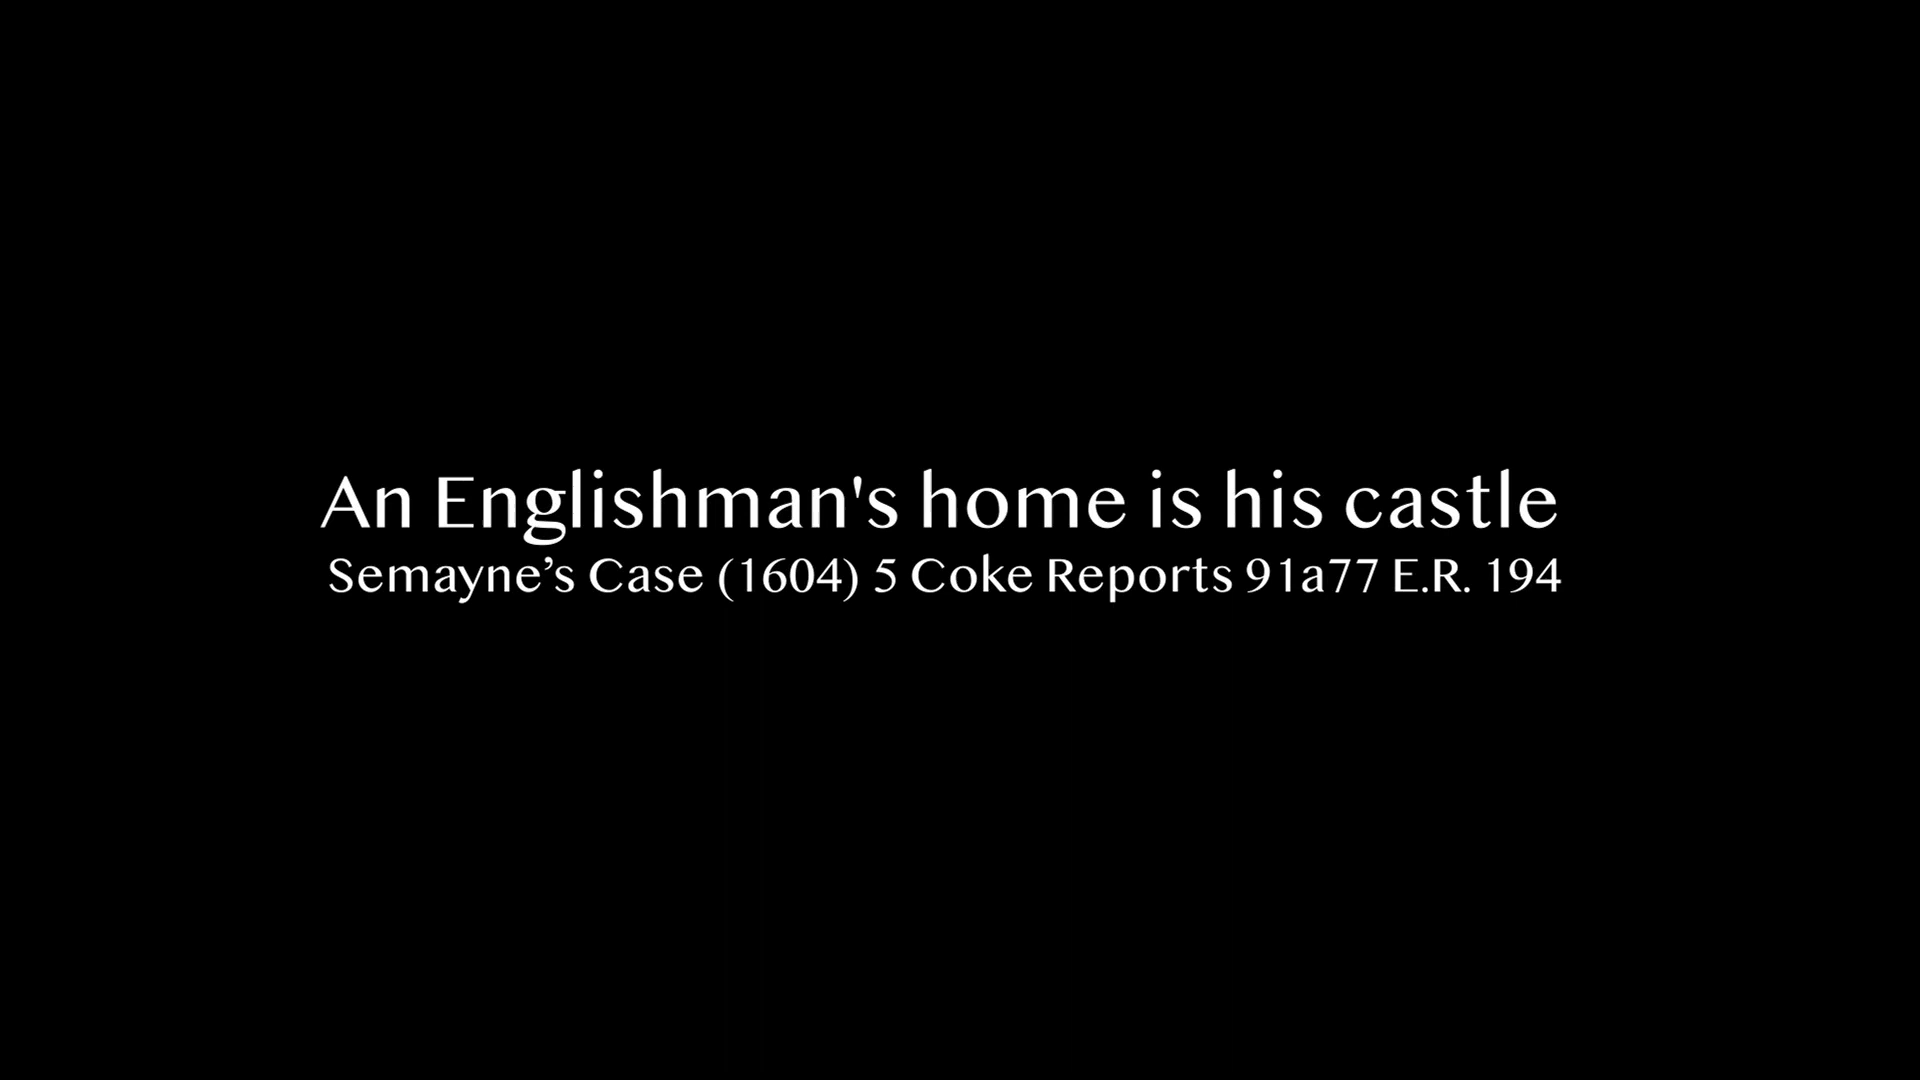 An Englishman's home is his castle
Semayne’s Case (1604) 5 Coke Reports 91a77 E.R. 194